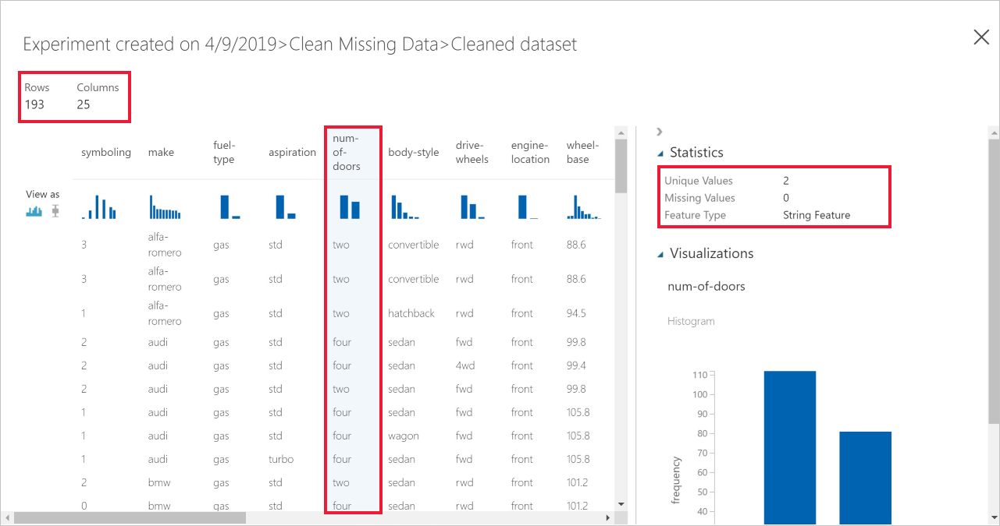 Experiment created on 4/9/2019>Clean Missing Data>Cleaned dataset
Rows Columns
193 25
symboling make fuel-type aspiration num-of-doors body-style drive-wheels engine-location wheel-base
View as
3 alfa-romero gas std two convertible rwd front 88.6
3 alfa-romero gas std two convertible rwd front 88.6
1 alfa-romero gas std two hatchback rwd front 94.5
2 audi gas std four sedan fwd front 99.8
2 audi gas std four sedan 4wd front 99.4
2 audi gas std two sedan fwd front 99.8
1 audi gas std four sedan fwd front 105.8
1 audi gas std four wagon fwd front 105.8
1 audi gas turbo four sedan fwd front 105.8
2 bmw gas std two sedan rwd front 101.2
0 bmw gas std four sedan rwd front 101.2
Statistics
Unique Values 2
Missing Values 0
Feature Type String Feature
Visualizations
num-of-doors
Histogram
110
100
90
80
70
60
50
40
frequency